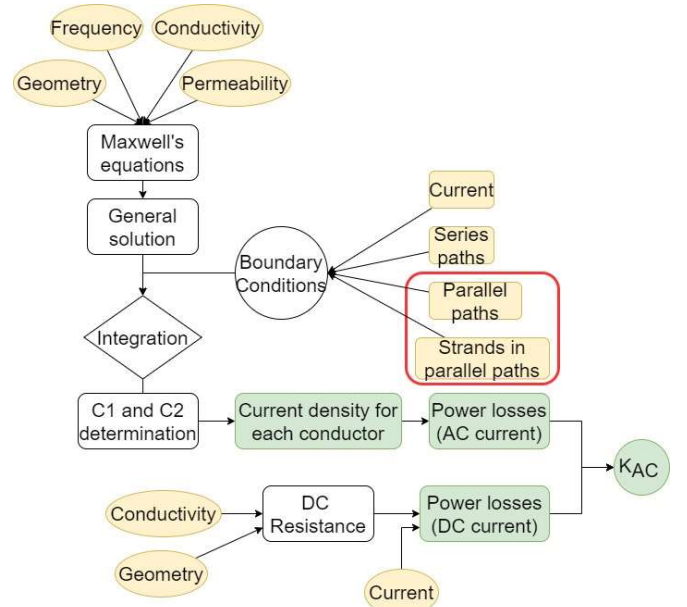 Frequency
Conductivity
Geometry
Permeability
Maxwell's
equations
General
solution
Boundary
Conditions
Current
Series
paths
Parallel
paths
Strands in
parallel paths
Integration
C1 and C2
determination
Current density for
each conductor
Power losses
(AC current)
KAC
Conductivity
Geometry
DC
Resistance
Power losses
(DC current)
Current